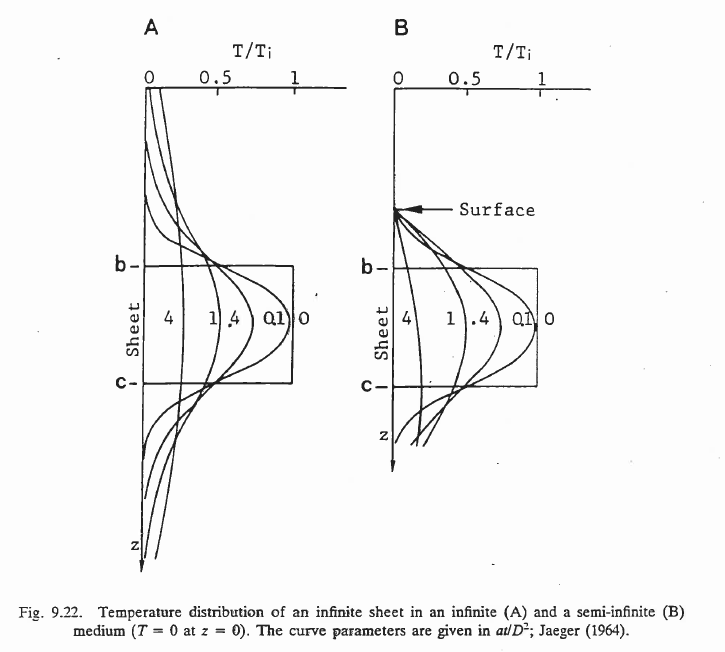 A
B
T/Ti
T/Ti
0 0.5 1
0 0.5 1
Surface
b
b
4 1 .4 0.1 0
4 1 .4 0.1 0
Sheet
Sheet
c
c
z
z
Fig. 9.22. Temperature distribution of an infinite sheet in an infinite (A) and a semi-infinite (B)
medium (T = 0 at z = 0). The curve parameters are given in at/D²; Jaeger (1964).